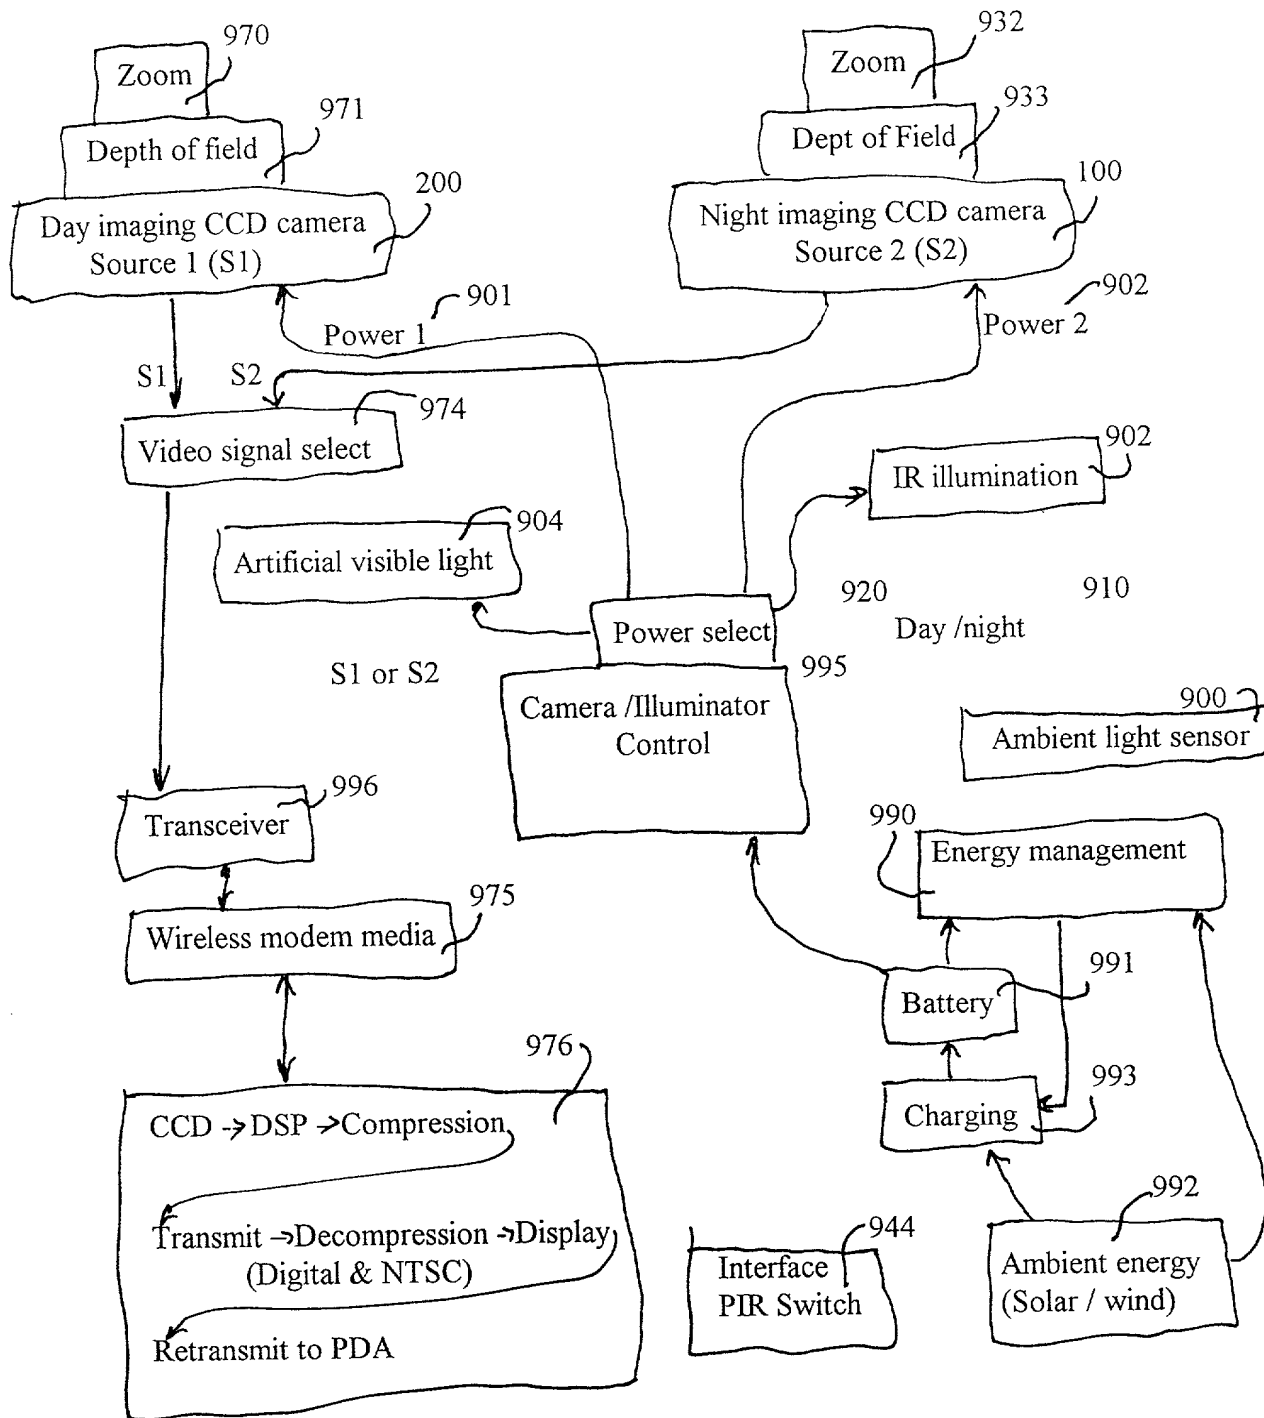 970
Zoom
971
Depth of field
200
Day imaging CCD camera
Source 1 (S1)
932
Zoom
933
Dept of Field
100
Night imaging CCD camera
Source 2 (S2)
901
Power 1
902
Power 2
S1
S2
974
Video signal select
902
IR illumination
904
Artificial visible light
920
910
Power select
Day /night
S1 or S2
995
Camera /Illuminator
Control
900
Ambient light sensor
996
Transceiver
990
Energy management
975
Wireless modem media
991
Battery
976
993
Charging
CCD → DSP → Compression
Transmit → Decompression → Display
(Digital & NTSC)
Retransmit to PDA
944
Interface
PIR Switch
992
Ambient energy
(Solar / wind)